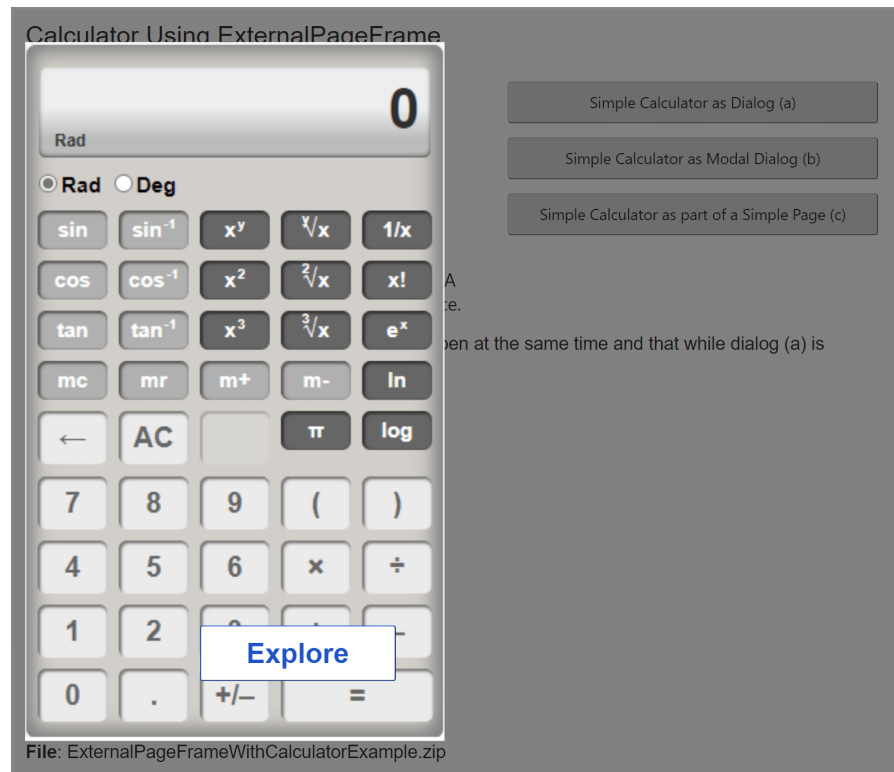 Calculator Using ExternalPageFrame
0
Rad
Rad Deg
sin sin⁻¹ xʸ ʸ√x 1/x
cos cos⁻¹ x² ²√x x!
tan tan⁻¹ x³ ³√x eˣ
mc mr m+ m- ln
← AC π log
7 8 9 ( )
4 5 6 × ÷
1 2
Explore
0 . +/– =
Simple Calculator as Dialog (a)
Simple Calculator as Modal Dialog (b)
Simple Calculator as part of a Simple Page (c)
A
at the same time and that while dialog (a) is
File: ExternalPageFrameWithCalculatorExample.zip